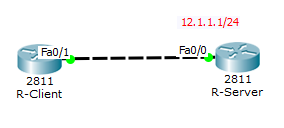 12.1.1.1/24
Fa0/1
Fa0/0
2811
R-Client
2811
R-Server